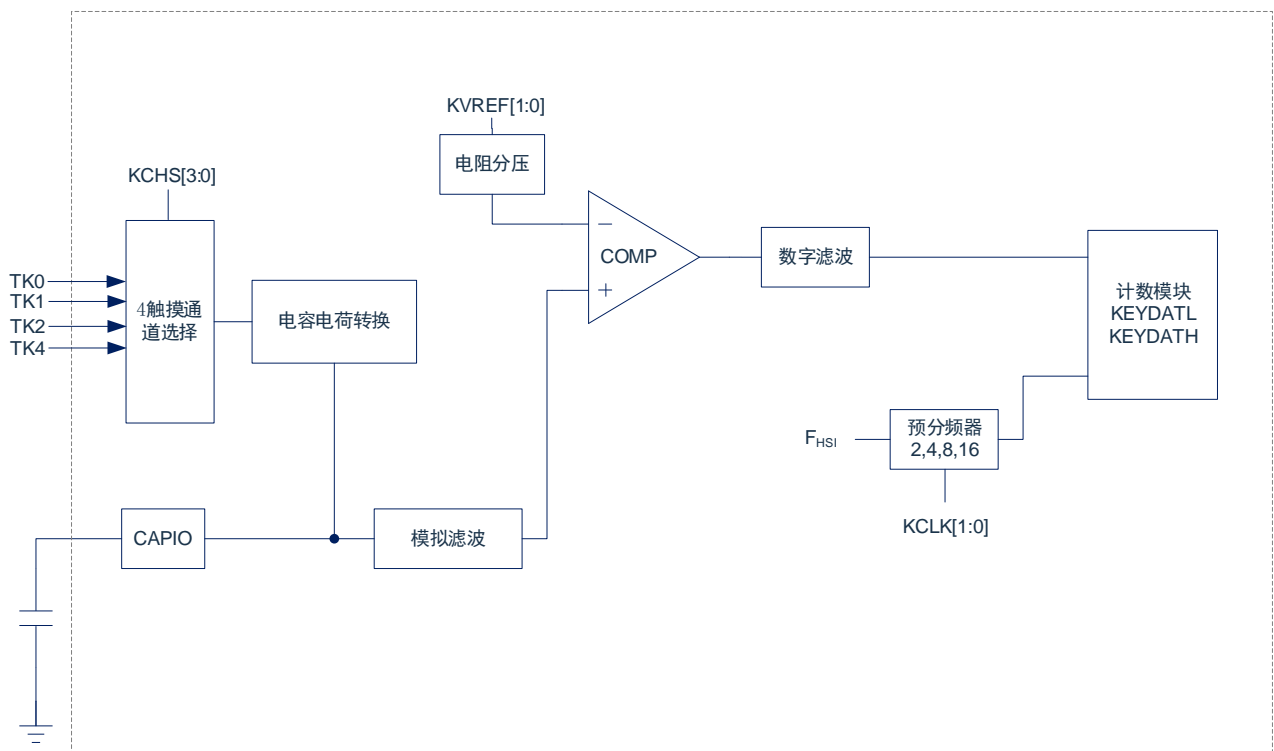 KVREF[1:0]
电阻分压
KCHS[3:0]
−
COMP
+
数字滤波
TK0
TK1
TK2
TK4
4触摸通
道选择
电容电荷转换
计数模块
KEYDATL
KEYDATH
FHSI
预分频器
2,4,8,16
KCLK[1:0]
CAPIO
模拟滤波